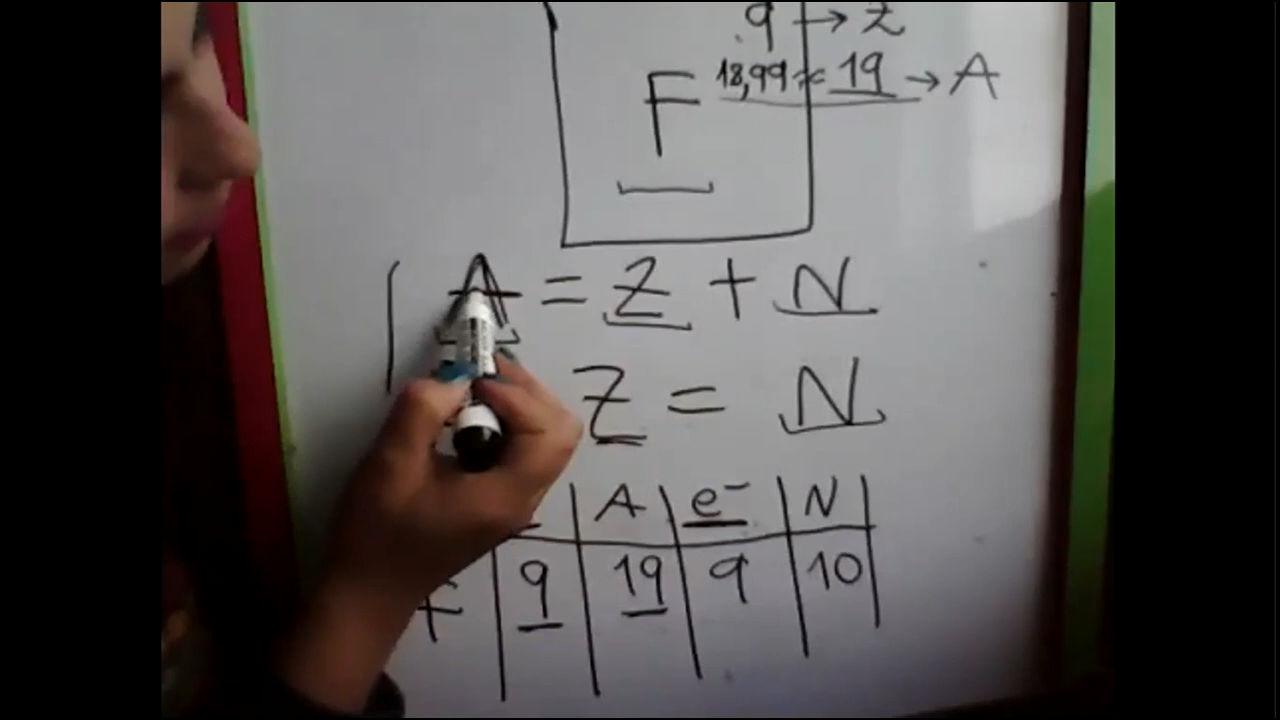 9 → Z
F 18,99 ≈ 19 → A
A = Z + N
Z = N
A e⁻ N
F 9 19 9 10